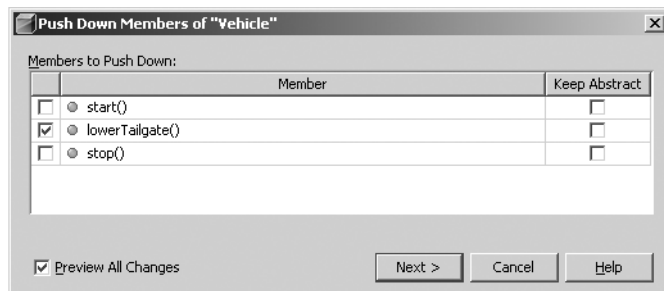 Push Down Members of "Vehicle"
Members to Push Down:
Member Keep Abstract
start()
lowerTailgate()
stop()
Preview All Changes Next > Cancel Help